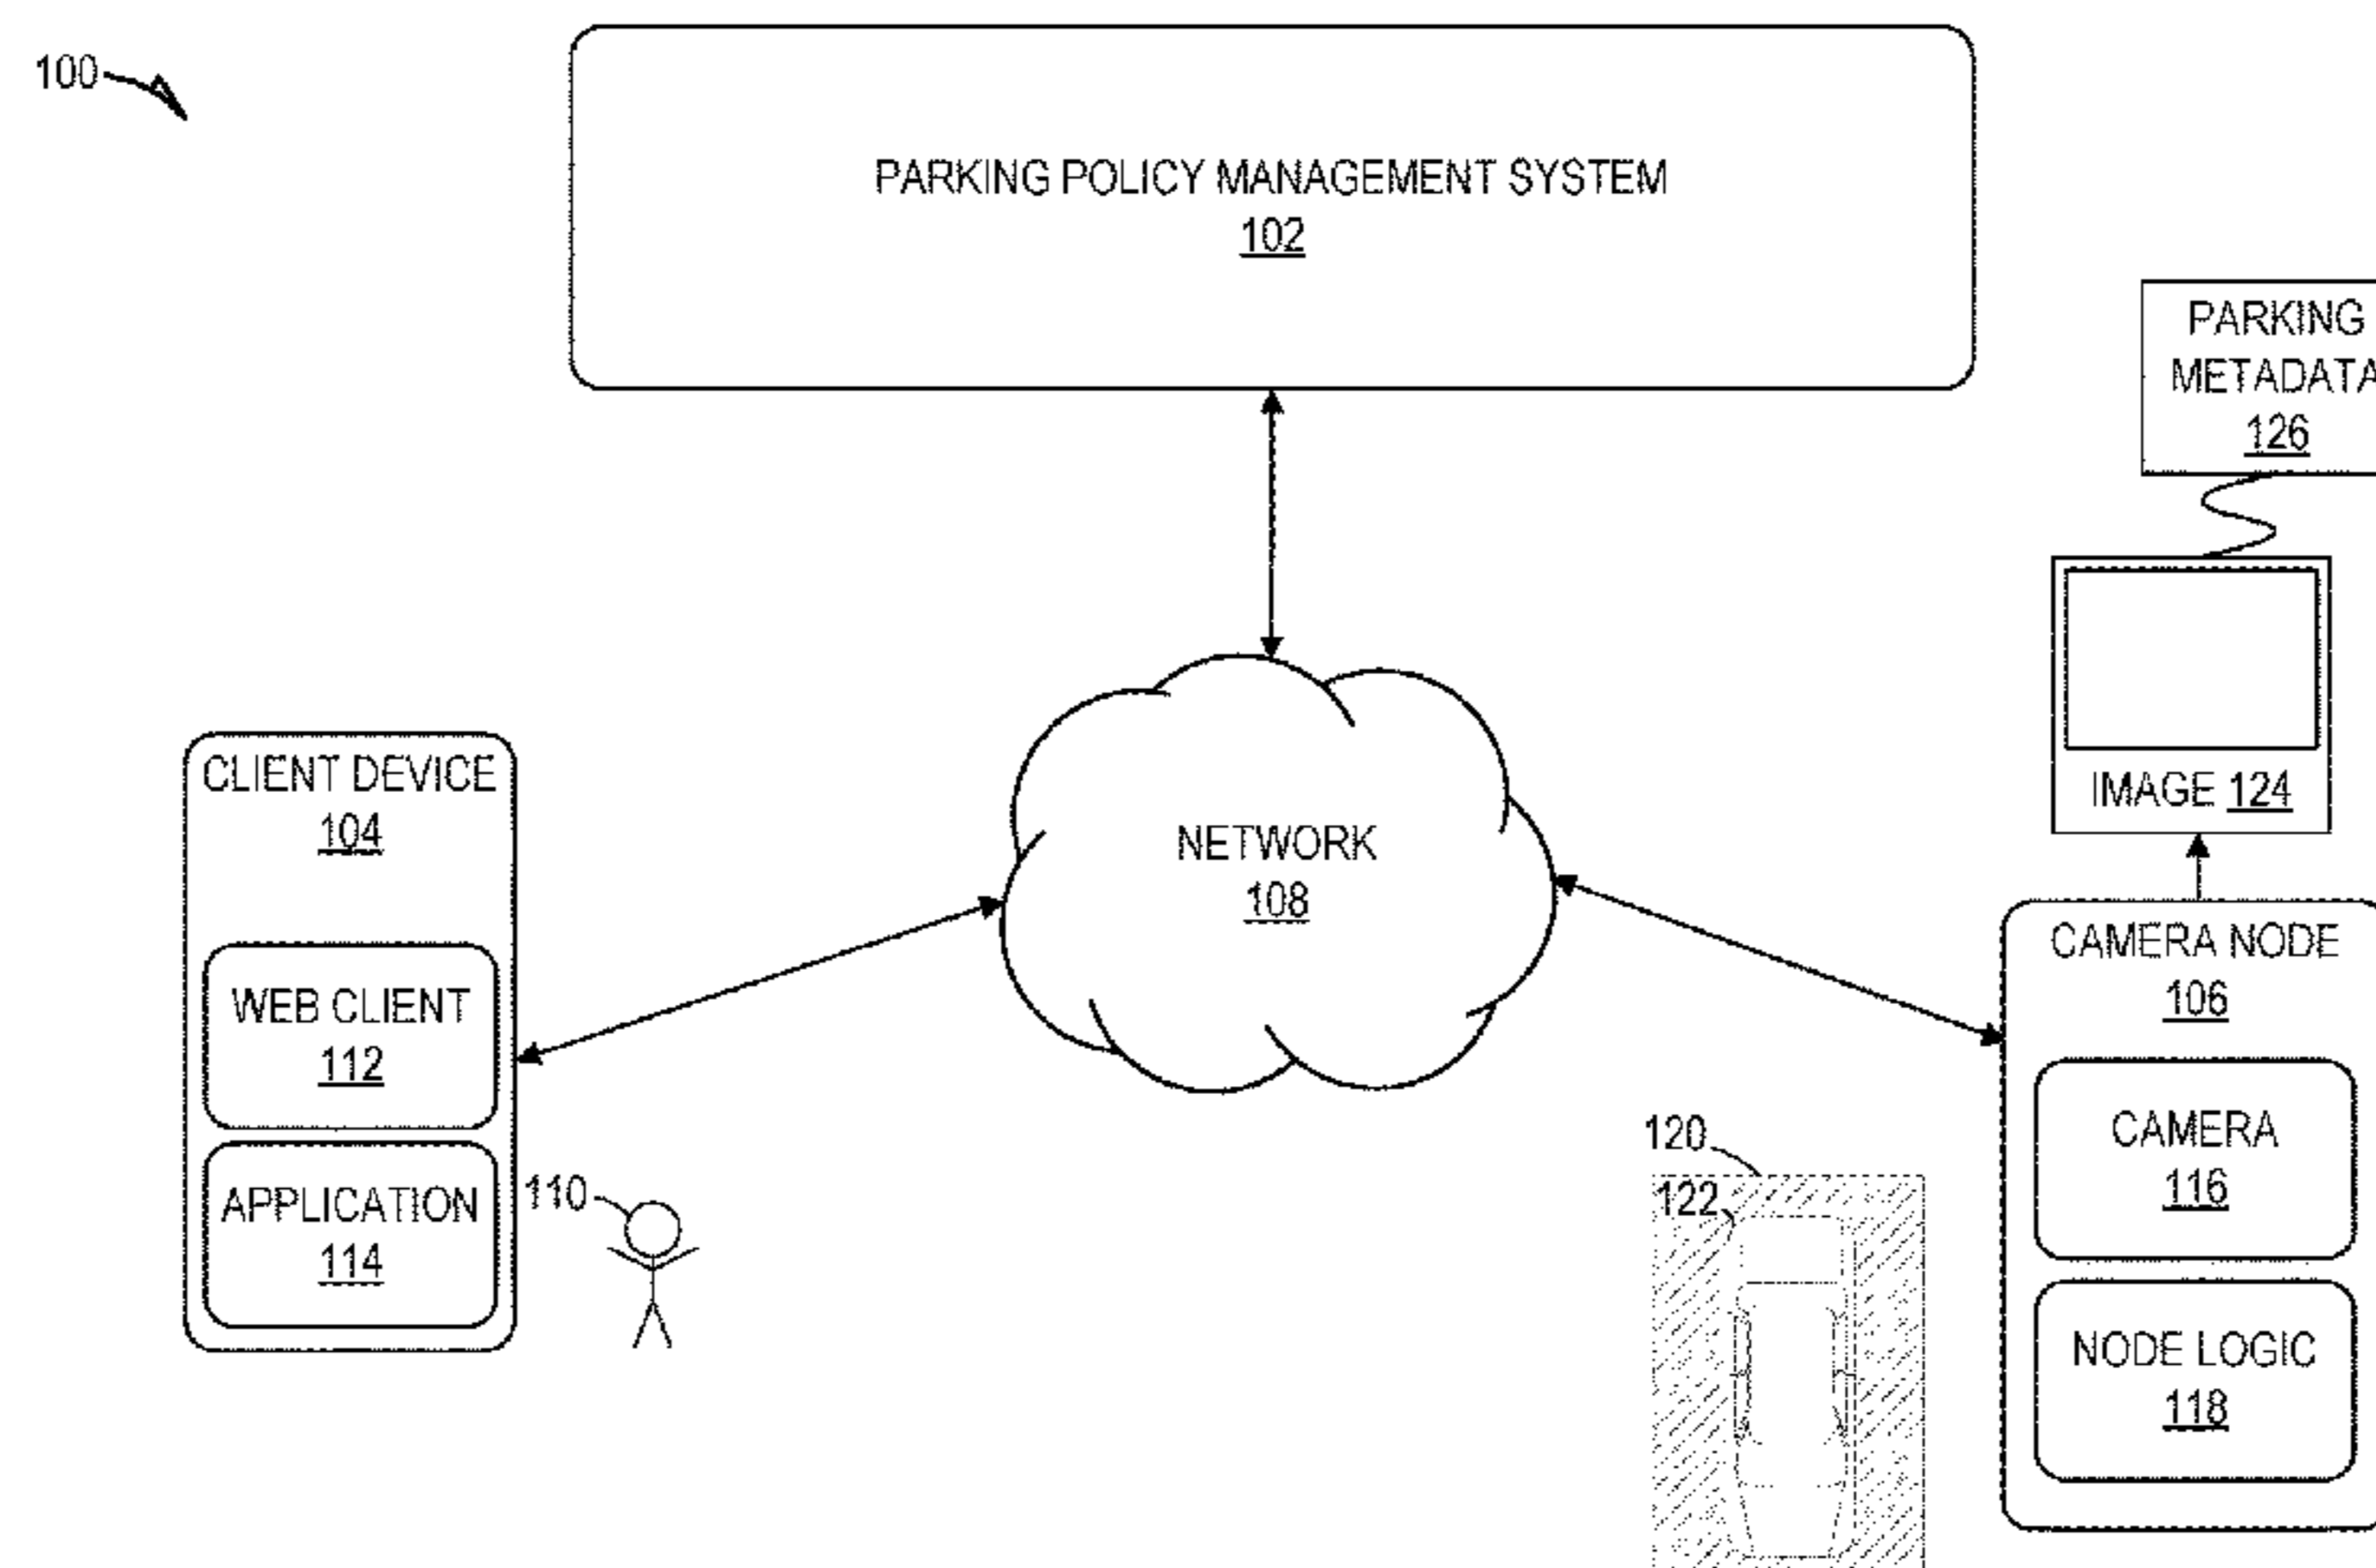 100
PARKING POLICY MANAGEMENT SYSTEM
102
PARKING
METADATA
126
IMAGE 124
CLIENT DEVICE
104
WEB CLIENT
112
APPLICATION
114
110
NETWORK
108
CAMERA NODE
106
CAMERA
116
NODE LOGIC
118
120
122